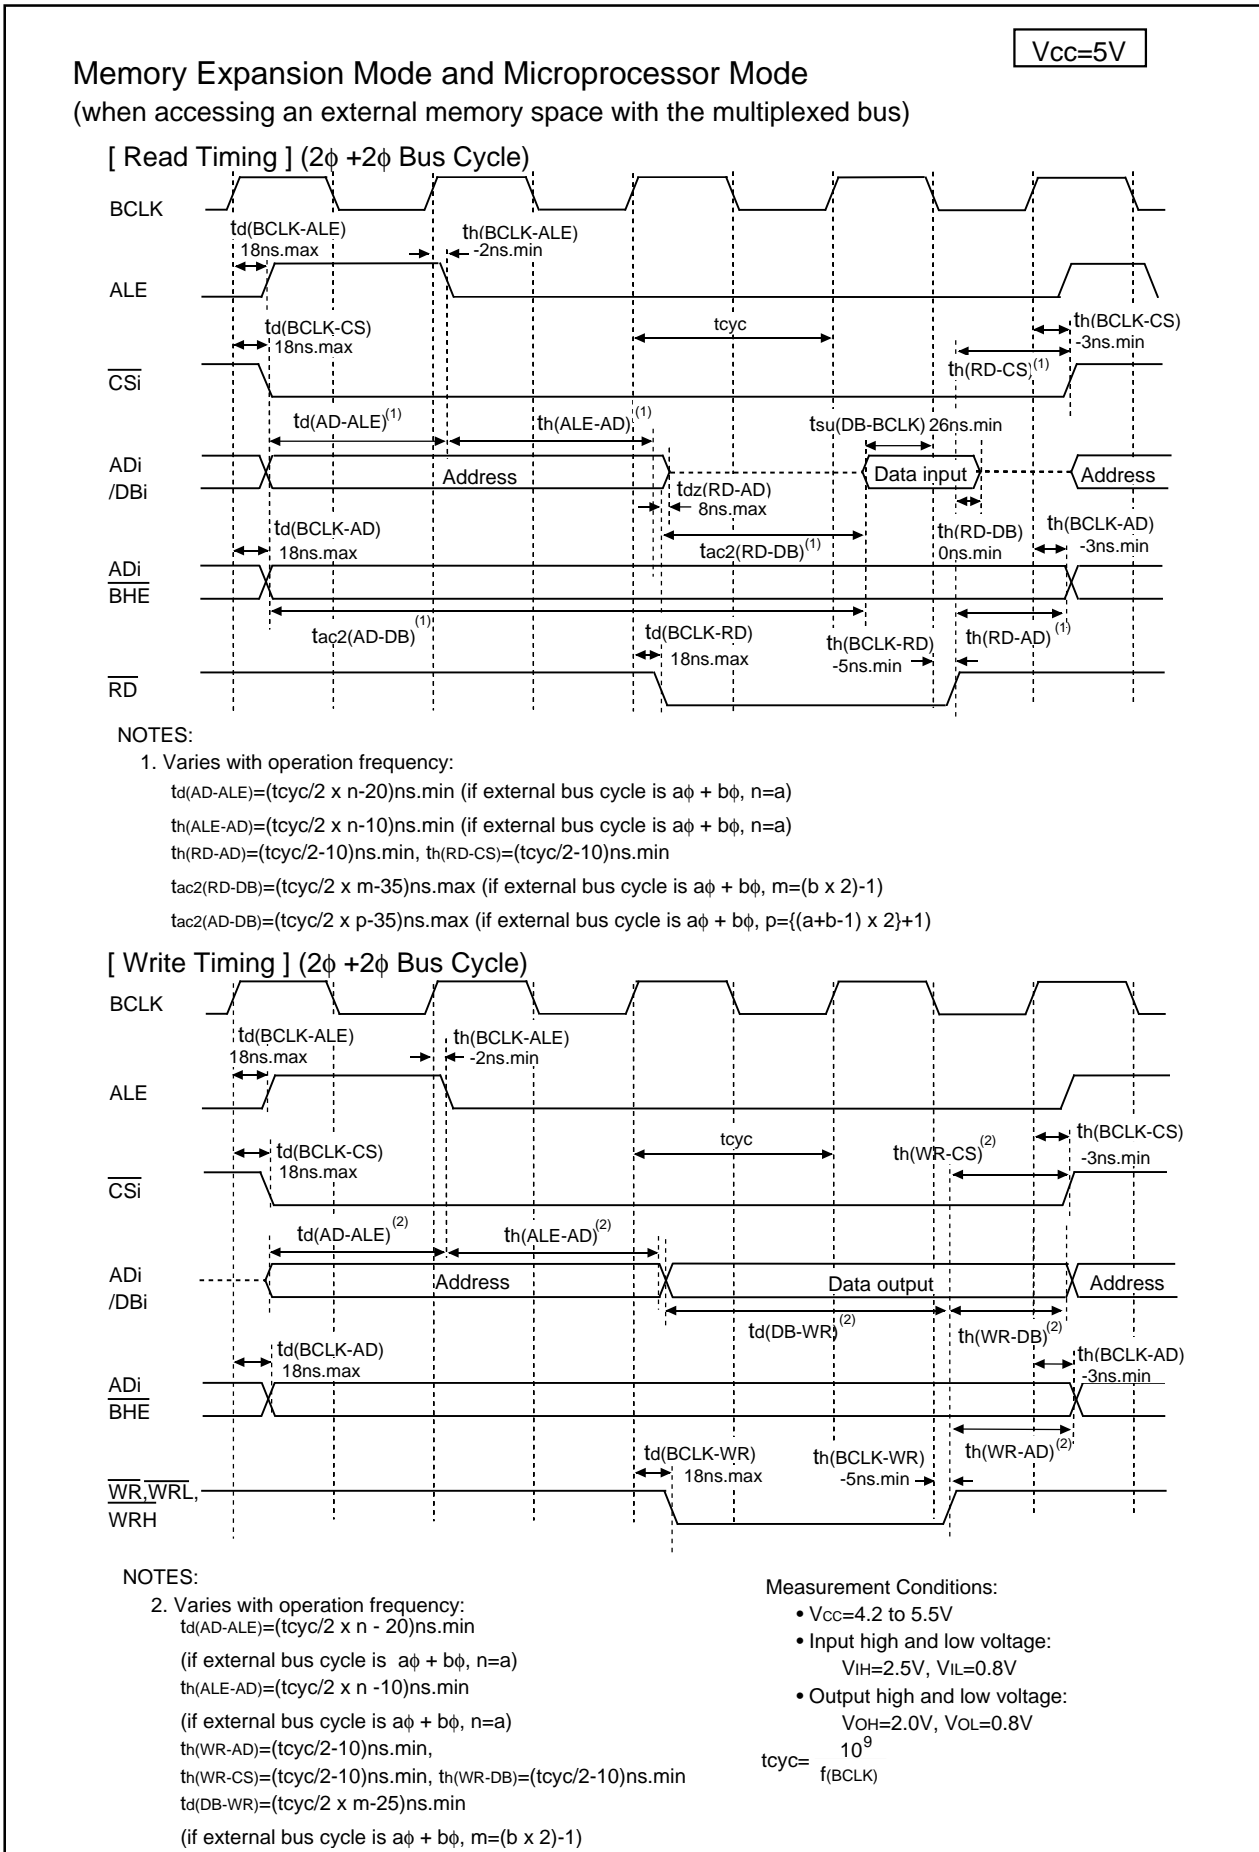 Vcc=5V
Memory Expansion Mode and Microprocessor Mode
(when accessing an external memory space with the multiplexed bus)
[ Read Timing ] (2ϕ +2ϕ Bus Cycle)
BCLK
td(BCLK-ALE)
18ns.max
th(BCLK-ALE)
-2ns.min
ALE
td(BCLK-CS)
18ns.max
tcyc
th(BCLK-CS)
-3ns.min
th(RD-CS)(1)
CSi
td(AD-ALE)(1)
th(ALE-AD)(1)
tsu(DB-BCLK) 26ns.min
ADi
/DBi
Address
Data input
Address
tdz(RD-AD)
8ns.max
td(BCLK-AD)
18ns.max
tac2(RD-DB)(1)
th(RD-DB)
0ns.min
th(BCLK-AD)
-3ns.min
ADi
BHE
tac2(AD-DB)(1)
td(BCLK-RD)
18ns.max
th(BCLK-RD)
-5ns.min
th(RD-AD)(1)
RD
NOTES:
1. Varies with operation frequency:
td(AD-ALE)=(tcyc/2 x n-20)ns.min (if external bus cycle is aϕ + bϕ, n=a)
th(ALE-AD)=(tcyc/2 x n-10)ns.min (if external bus cycle is aϕ + bϕ, n=a)
th(RD-AD)=(tcyc/2-10)ns.min, th(RD-CS)=(tcyc/2-10)ns.min
tac2(RD-DB)=(tcyc/2 x m-35)ns.max (if external bus cycle is aϕ + bϕ, m=(b x 2)-1)
tac2(AD-DB)=(tcyc/2 x p-35)ns.max (if external bus cycle is aϕ + bϕ, p={(a+b-1) x 2}+1)
[ Write Timing ] (2ϕ +2ϕ Bus Cycle)
BCLK
td(BCLK-ALE)
18ns.max
th(BCLK-ALE)
-2ns.min
ALE
td(BCLK-CS)
18ns.max
tcyc
th(WR-CS)(2)
th(BCLK-CS)
-3ns.min
CSi
td(AD-ALE)(2)
th(ALE-AD)(2)
ADi
/DBi
Address
Data output
Address
td(DB-WR)(2)
th(WR-DB)(2)
td(BCLK-AD)
18ns.max
th(BCLK-AD)
-3ns.min
ADi
BHE
td(BCLK-WR)
18ns.max
th(BCLK-WR)
-5ns.min
th(WR-AD)(2)
WR,WRL,
WRH
NOTES:
2. Varies with operation frequency:
td(AD-ALE)=(tcyc/2 x n - 20)ns.min
(if external bus cycle is aϕ + bϕ, n=a)
th(ALE-AD)=(tcyc/2 x n -10)ns.min
(if external bus cycle is aϕ + bϕ, n=a)
th(WR-AD)=(tcyc/2-10)ns.min,
th(WR-CS)=(tcyc/2-10)ns.min, th(WR-DB)=(tcyc/2-10)ns.min
td(DB-WR)=(tcyc/2 x m-25)ns.min
(if external bus cycle is aϕ + bϕ, m=(b x 2)-1)
Measurement Conditions:
• VCC=4.2 to 5.5V
• Input high and low voltage:
VIH=2.5V, VIL=0.8V
• Output high and low voltage:
VOH=2.0V, VOL=0.8V
tcyc= 10^9
f(BCLK)